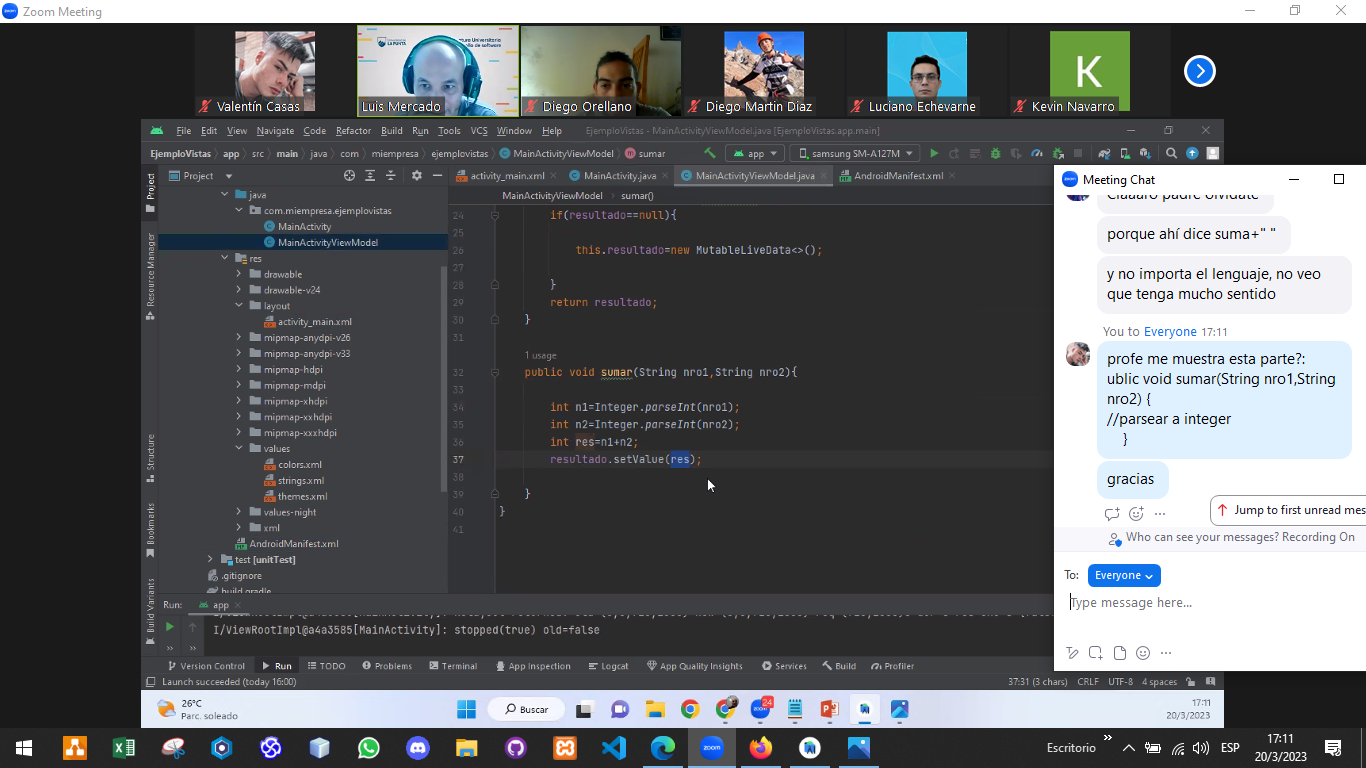 Zoom Meeting
LA PUNTA
Valentín Casas
Luis Mercado
Diego Orellano
Diego Martin Diaz
Luciano Echevarne
K
Kevin Navarro
File Edit View Navigate Code Refactor Build Run Tools VCS Window Help EjemploVistas - MainActivityViewModel.java [EjemploVistas.app.main]
EjemploVistas app src main java com miempresa ejemplovistas MainActivityViewModel sumar app samsung SM-A127M
Project
activity_main.xml MainActivity.java MainActivityViewModel.java AndroidManifest.xml
MainActivityViewModel sumar()
Project
Resource Manager
Structure
Bookmarks
Build Variants
java
com.miempresa.ejemplovistas
MainActivity
MainActivityViewModel
res
drawable
drawable-v24
layout
activity_main.xml
mipmap-anydpi-v26
mipmap-anydpi-v33
mipmap-hdpi
mipmap-mdpi
mipmap-xhdpi
mipmap-xxhdpi
mipmap-xxxhdpi
values
colors.xml
strings.xml
themes.xml
values-night
xml
AndroidManifest.xml
test [unitTest]
.gitignore
build.gradle
24 if(resultado==null){
25
26 this.resultado=new MutableLiveData<>();
27
28 }
29 return resultado;
30 }
31
1 usage
32 public void sumar(String nro1,String nro2){
33
34 int n1=Integer.parseInt(nro1);
35 int n2=Integer.parseInt(nro2);
36 int res=n1+n2;
37 resultado.setValue(res);
38
39 }
40 }
41
Run: app
I/ViewRootImpl@a4a3585[MainActivity]: stopped(true) old=false
Version Control Run TODO Problems Terminal App Inspection Logcat App Quality Insights Services Build Profiler
Launch succeeded (today 16:00) 37:31 (3 chars) CRLF UTF-8 4 spaces
26°C
Parc. soleado
Buscar
24
17:11
20/3/2023
Meeting Chat
Claaaro padre olvidate
porque ahí dice suma+" "
y no importa el lenguaje, no veo
que tenga mucho sentido
You to Everyone 17:11
profe me muestra esta parte?:
ublic void sumar(String nro1,String
nro2) {
//parsear a integer
}
gracias
Jump to first unread mes
Who can see your messages? Recording On
To: Everyone
Type message here...
zoom
Escritorio
ESP
17:11
20/3/2023